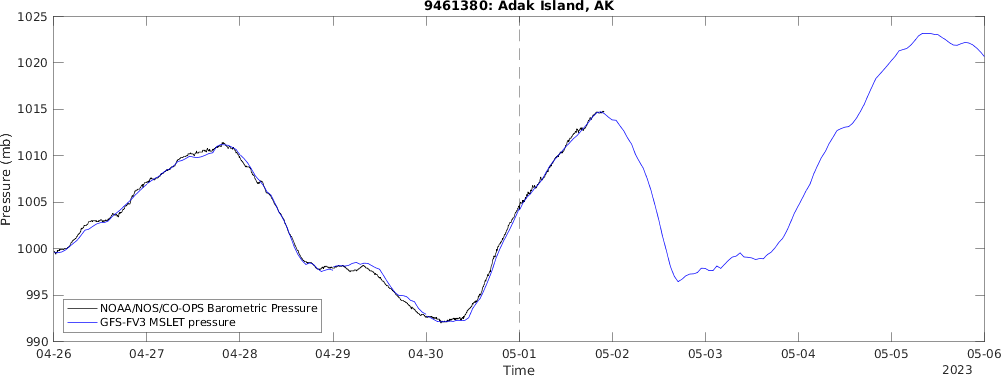 9461380: Adak Island, AK
1025
1020
1015
1010
1005
1000
995
990
Pressure (mb)
NOAA/NOS/CO-OPS Barometric Pressure
GFS-FV3 MSLET pressure
04-26 04-27 04-28 04-29 04-30 05-01 05-02 05-03 05-04 05-05 05-06
Time
2023